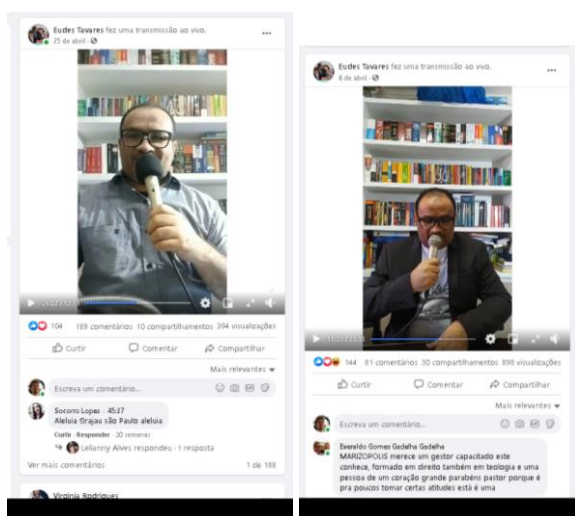 Eudes Tavares fez uma transmissão ao vivo.
25 de abril
104 189 comentários 10 compartilhamentos 394 visualizações
Curtir Comentar Compartilhar
Mais relevantes
Escreva um comentário...
Socorro Lopes · 45:27
Aleluia Grajau são Paulo aleluia
Curtir · Responder · 20 semanas
Lelianny Alves respondeu · 1 resposta
Ver mais comentários 1 de 188
Virginia Rodrigues
Eudes Tavares fez uma transmissão ao vivo.
6 de abril
144 81 comentários 30 compartilhamentos 898 visualizações
Curtir Comentar Compartilhar
Mais relevantes
Escreva um comentário...
Everaldo Gomes Gadelha Gadelha
MARIZOPOLIS merece um gestor capacitado este
conhece, formado em direito também em teologia e uma
pessoa de um coração grande parabéns pastor porque é
pra poucos tomar certas atitudes está é uma